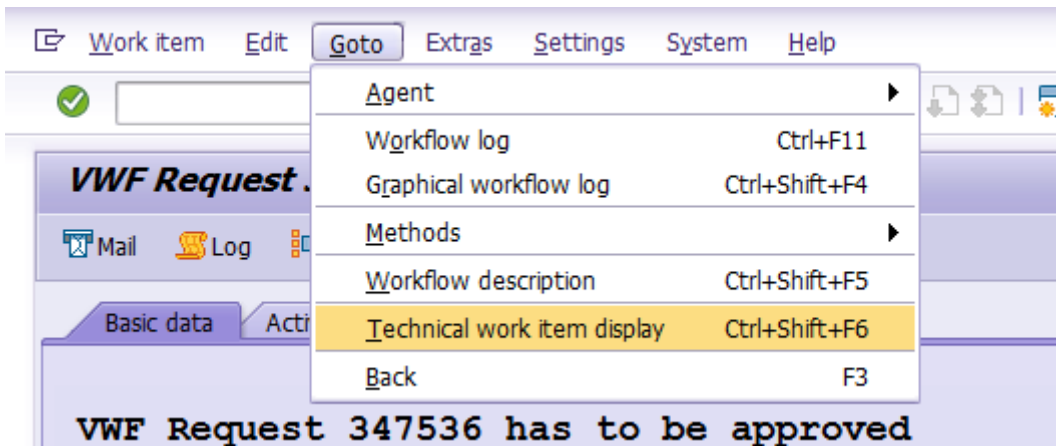 Work item Edit Goto Extras Settings System Help
Agent
Workflow log Ctrl+F11
VWF Request .
Graphical workflow log Ctrl+Shift+F4
Methods
Mail Log
Workflow description Ctrl+Shift+F5
Basic data
Technical work item display Ctrl+Shift+F6
Back F3
VWF Request 347536 has to be approved